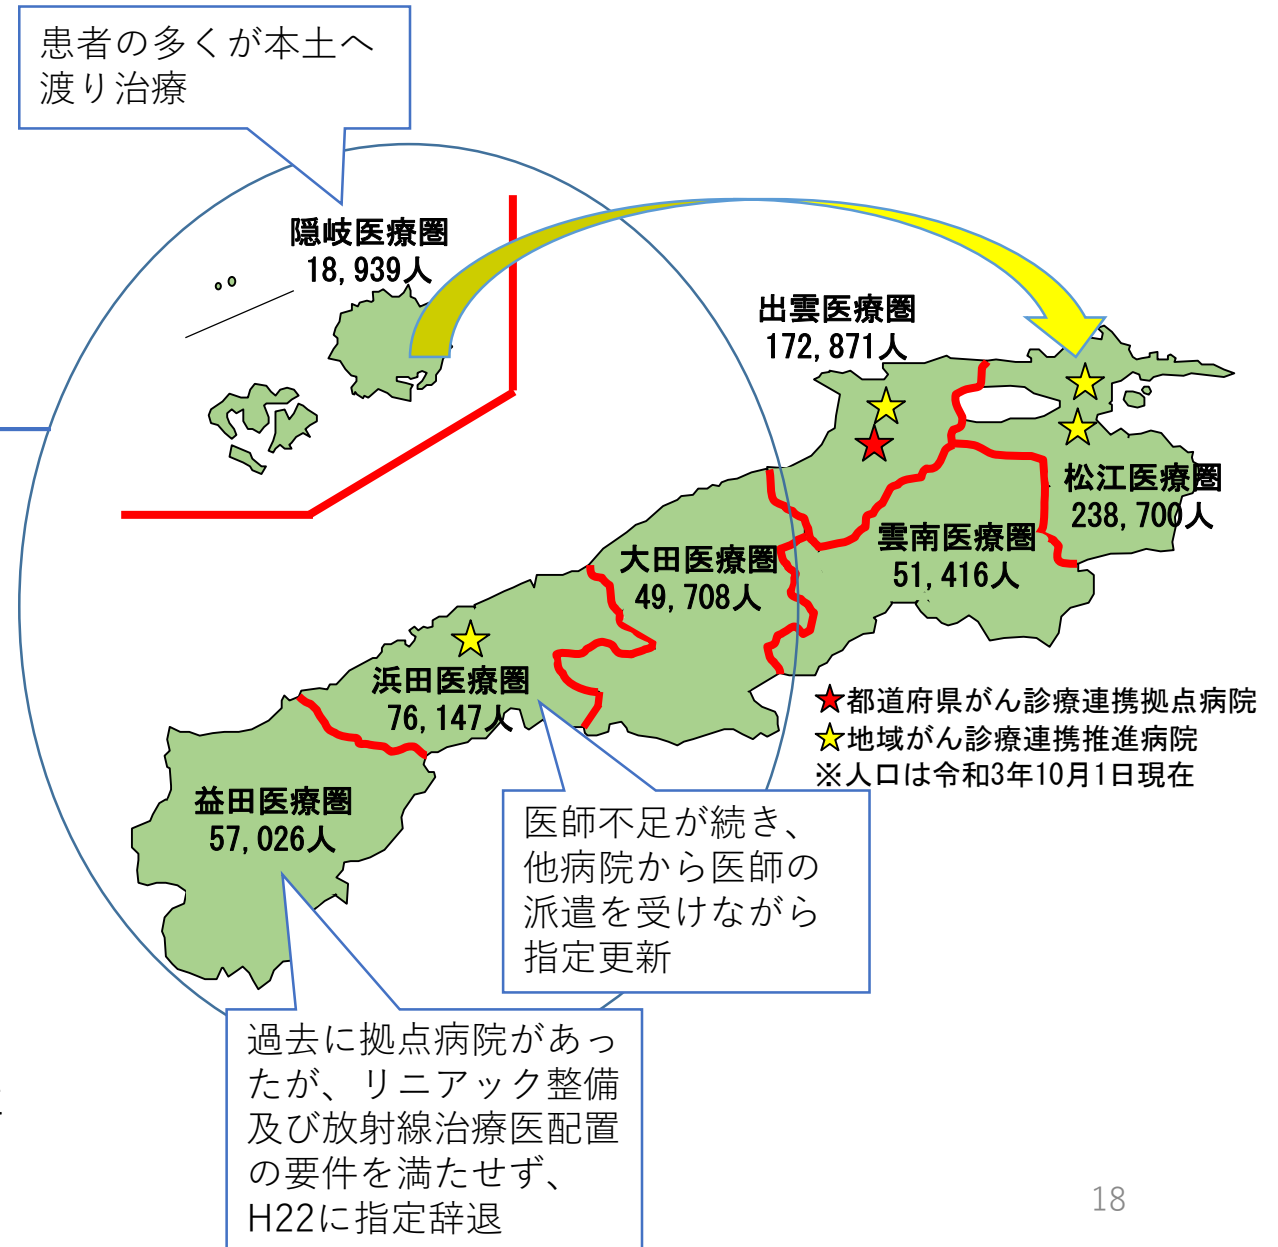 患者の多くが本土へ
渡り治療
隠岐医療圏
18,939人
出雲医療圏
172,871人
松江医療圏
238,700人
雲南医療圏
51,416人
大田医療圏
49,708人
浜田医療圏
76,147人
益田医療圏
57,026人
★都道府県がん診療連携拠点病院
★地域がん診療連携推進病院
※人口は令和3年10月1日現在
医師不足が続き、
他病院から医師の
派遣を受けながら
指定更新
過去に拠点病院があっ
たが、リニアック整備
及び放射線治療医配置
の要件を満たせず、
H22に指定辞退
18